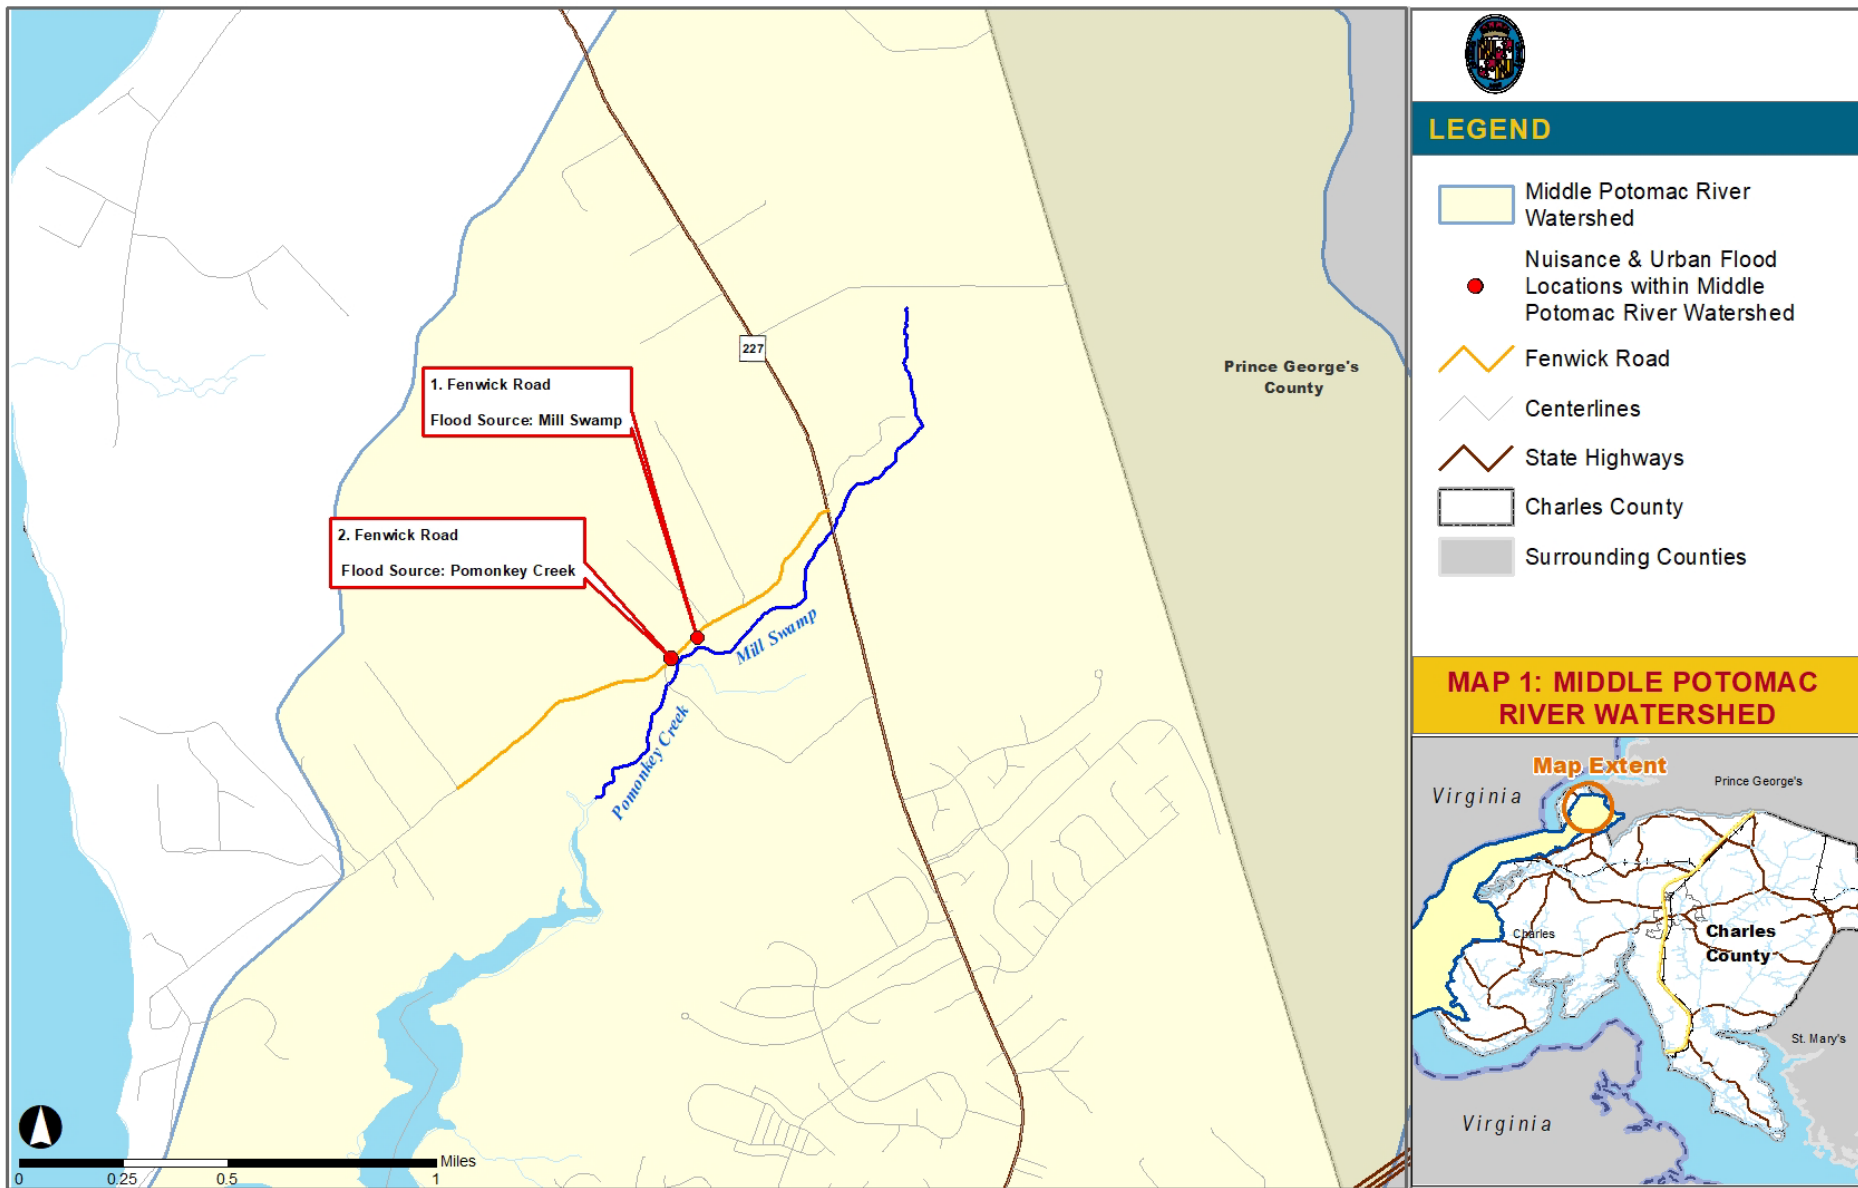 227
Prince George's
County
1. Fenwick Road
Flood Source: Mill Swamp
2. Fenwick Road
Flood Source: Pomonkey Creek
Mill Swamp
Pomonkey Creek
Miles
0
0.25
0.5
1
LEGEND
Middle Potomac River
Watershed
Nuisance & Urban Flood
Locations within Middle
Potomac River Watershed
Fenwick Road
Centerlines
State Highways
Charles County
Surrounding Counties
MAP 1: MIDDLE POTOMAC
RIVER WATERSHED
Map Extent
Virginia
Prince George's
Charles
Charles
County
St. Mary's
Virginia